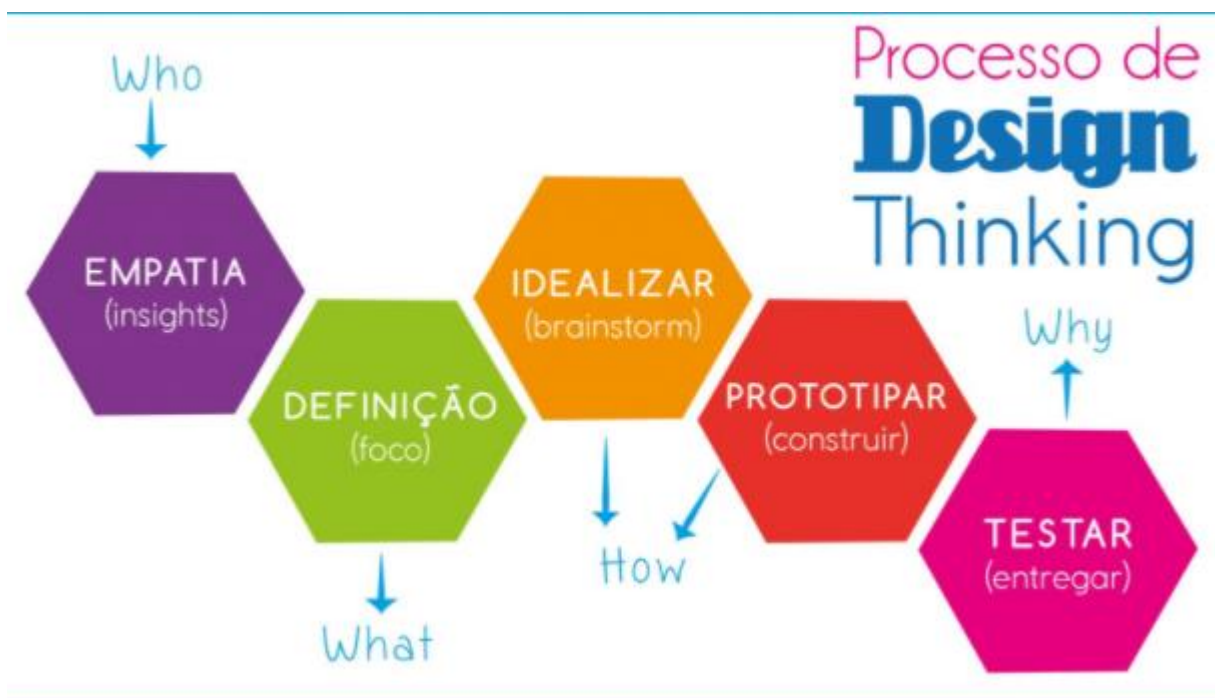 Processo de
Design
Thinking
Who
EMPATIA
(insights)
DEFINIÇÃO
(foco)
What
IDEALIZAR
(brainstorm)
How
PROTOTIPAR
(construir)
Why
TESTAR
(entregar)